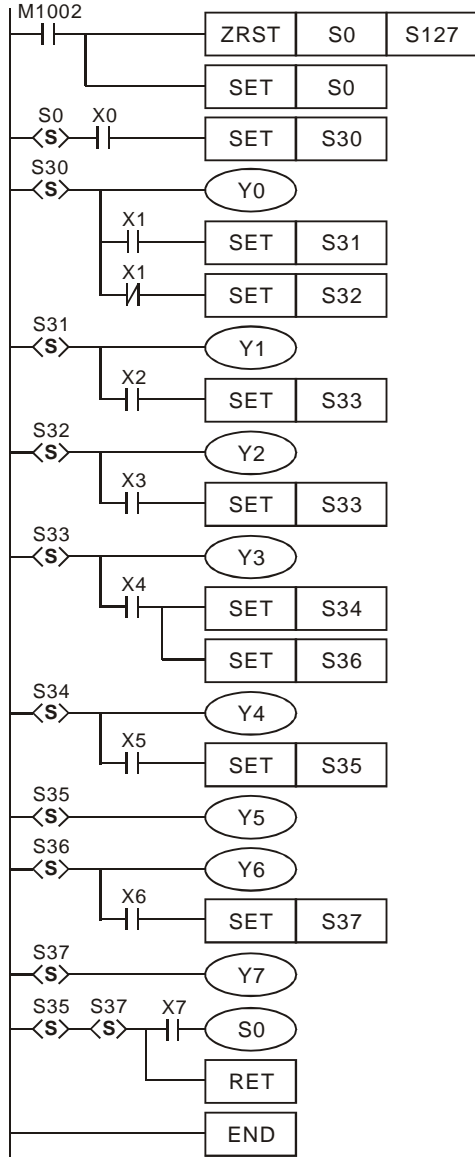 M1002
ZRST S0 S127
SET S0
S0 X0
S SET S30
S30
S Y0
X1
SET S31
X1
SET S32
S31
S Y1
X2
SET S33
S32
S Y2
X3
SET S33
S33
S Y3
X4
SET S34
SET S36
S34
S Y4
X5
SET S35
S35
S Y5
S36
S Y6
X6
SET S37
S37
S Y7
S35 S37 X7
S S S0
RET
END